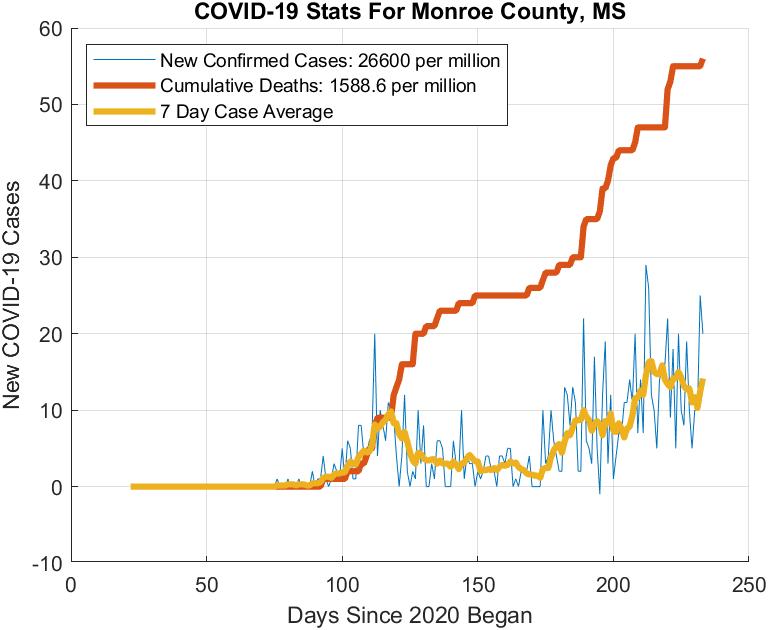 COVID-19 Stats For Monroe County, MS
New Confirmed Cases: 26600 per million
Cumulative Deaths: 1588.6 per million
7 Day Case Average
60
50
40
30
20
10
0
-10
New COVID-19 Cases
0
50
100
150
200
250
Days Since 2020 Began